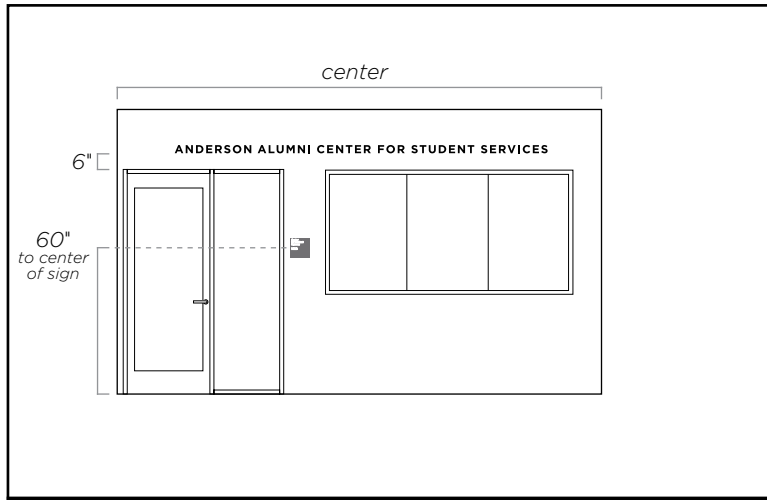 center
ANDERSON ALUMNI CENTER FOR STUDENT SERVICES
6"
60"
to center
of sign